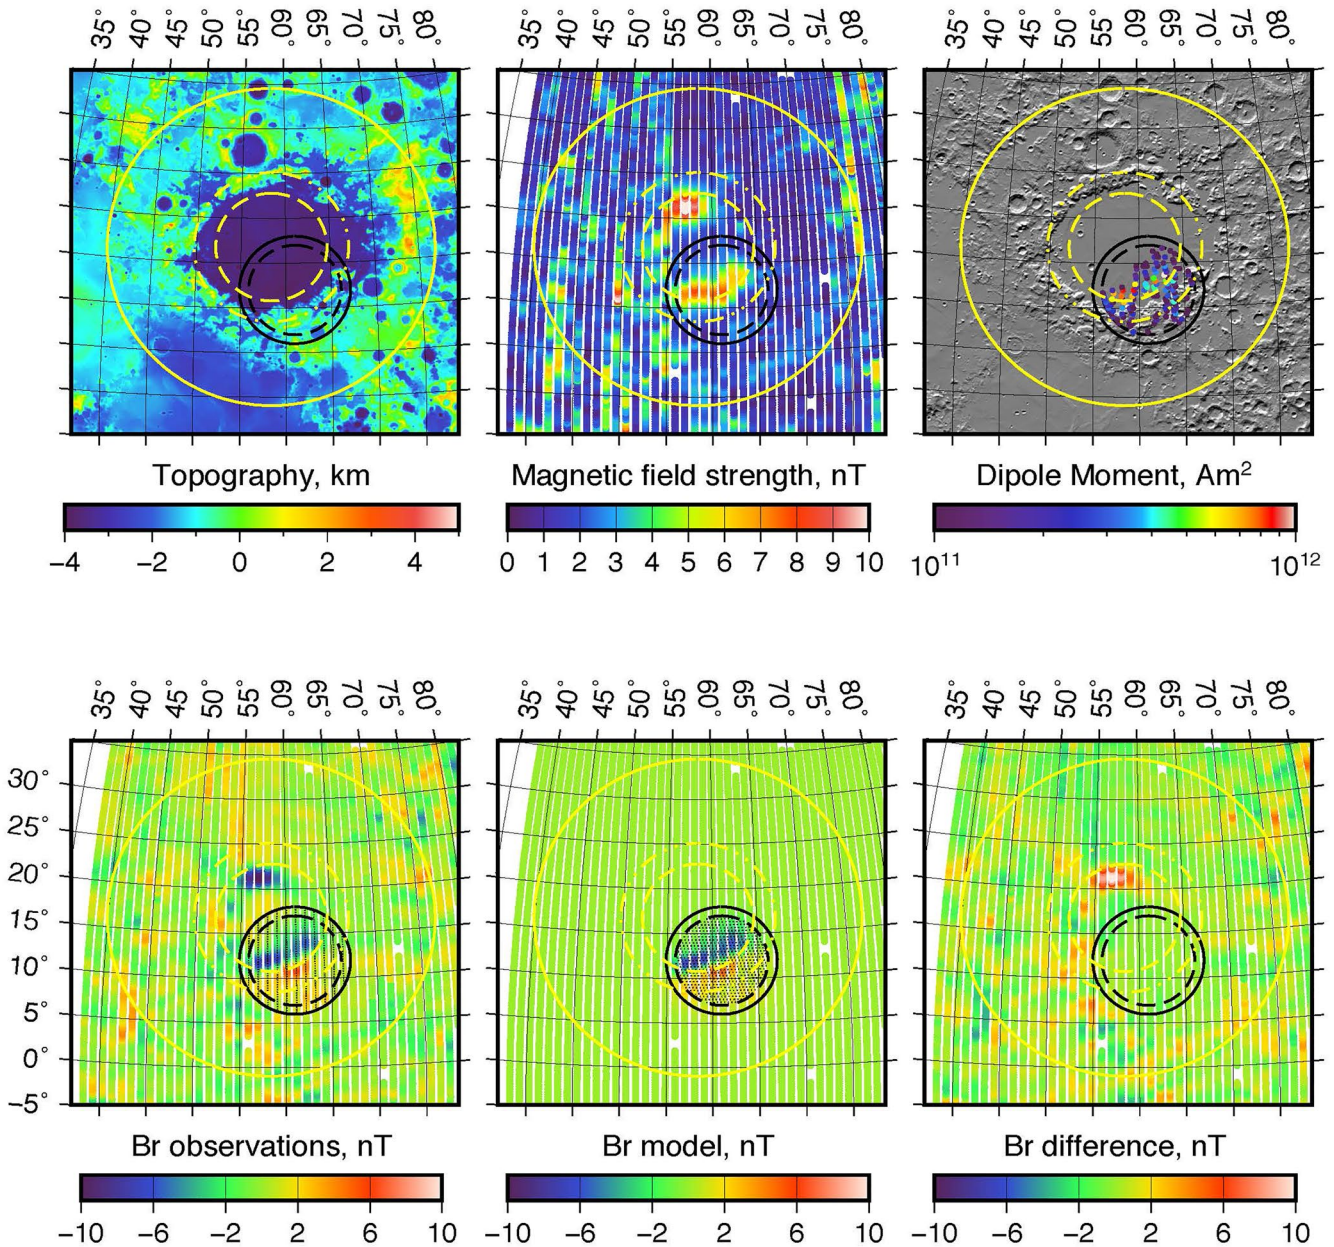 35° 40° 45° 50° 55° 60° 65° 70° 75° 80°
35° 40° 45° 50° 55° 60° 65° 70° 75° 80°
35° 40° 45° 50° 55° 60° 65° 70° 75° 80°
Topography, km
−4 −2 0 2 4
Magnetic field strength, nT
0 1 2 3 4 5 6 7 8 9 10
Dipole Moment, Am²
10¹¹ 10¹²
35° 40° 45° 50° 55° 60° 65° 70° 75° 80°
35° 40° 45° 50° 55° 60° 65° 70° 75° 80°
35° 40° 45° 50° 55° 60° 65° 70° 75° 80°
30°
25°
20°
15°
10°
5°
0°
−5°
Br observations, nT
−10 −6 −2 2 6 10
Br model, nT
−10 −6 −2 2 6 10
Br difference, nT
−10 −6 −2 2 6 10